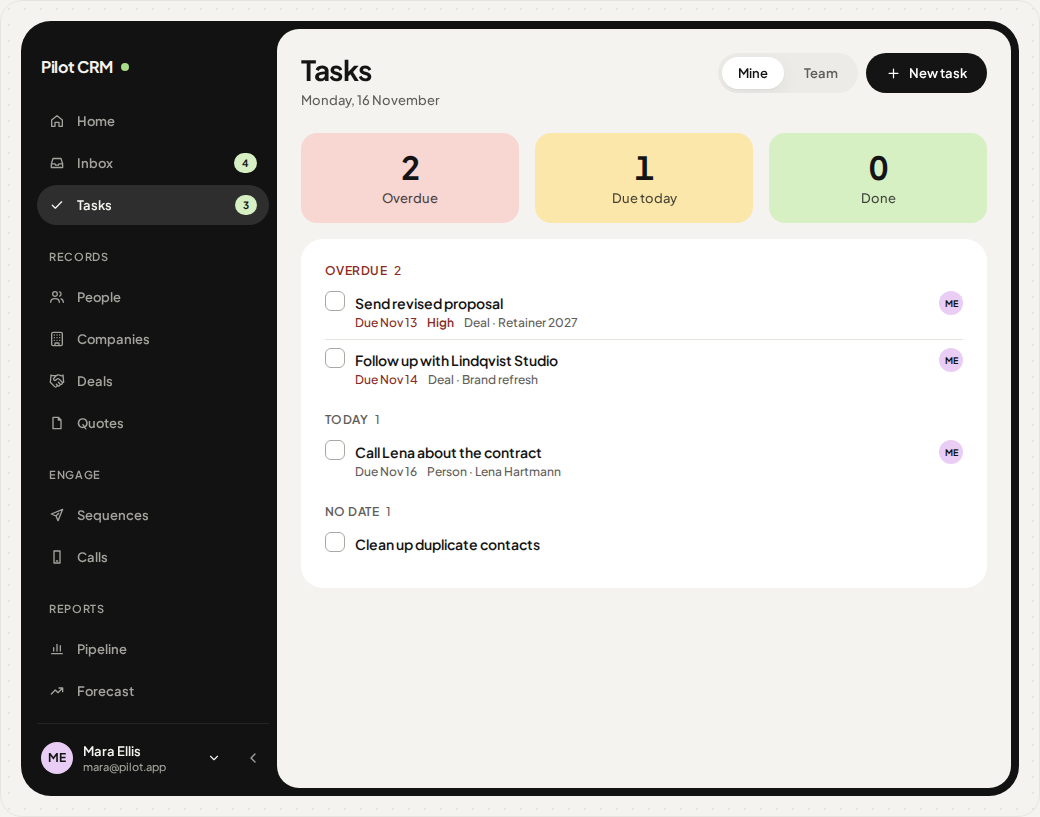 Pilot CRM
Home
Inbox 4
Tasks 3
RECORDS
People
Companies
Deals
Quotes
ENGAGE
Sequences
Calls
REPORTS
Pipeline
Forecast
ME Mara Ellis
mara@pilot.app
Tasks
Monday, 16 November
Mine Team
New task
2
Overdue
1
Due today
0
Done
OVERDUE 2
Send revised proposal ME
Due Nov 13 High Deal · Retainer 2027
Follow up with Lindqvist Studio ME
Due Nov 14 Deal · Brand refresh
TODAY 1
Call Lena about the contract ME
Due Nov 16 Person · Lena Hartmann
NO DATE 1
Clean up duplicate contacts